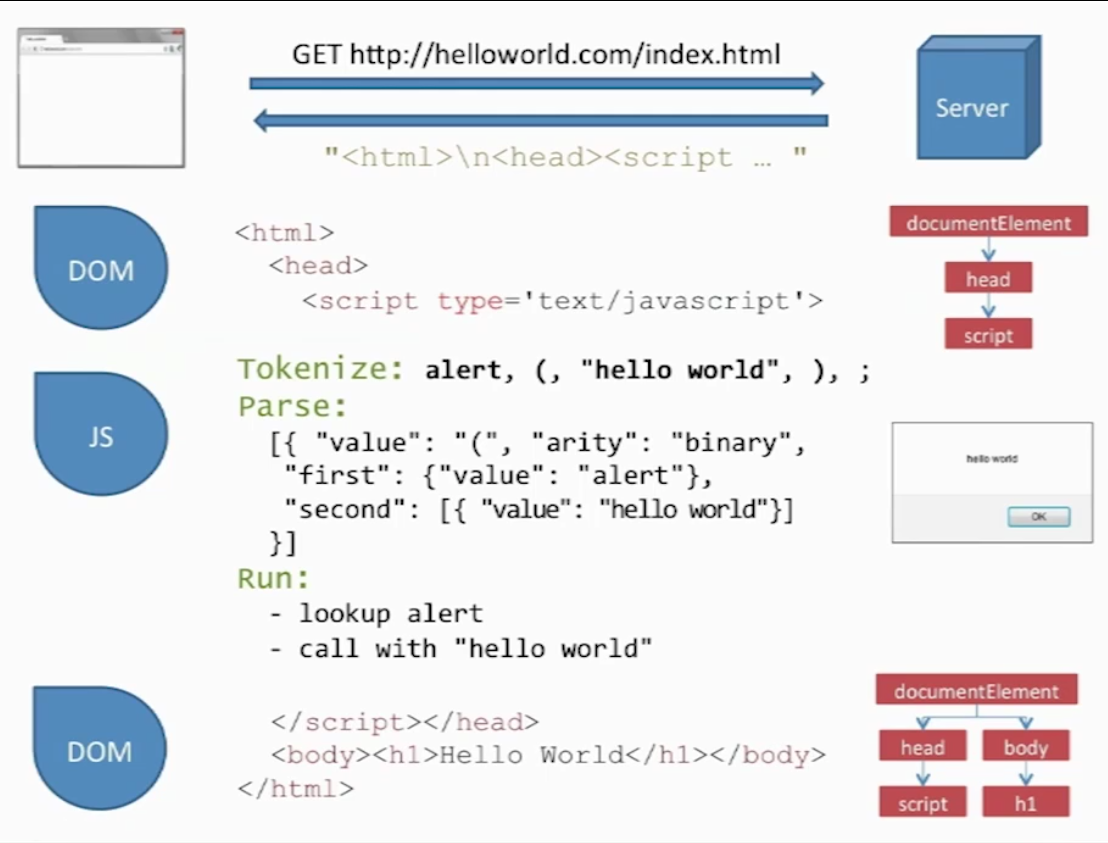 GET http://helloworld.com/index.html
Server
"<html>\n<head><script … "
DOM
<html>
<head>
<script type='text/javascript'>
documentElement
head
script
JS
Tokenize: alert, (, "hello world", ), ;
Parse:
[{ "value": "(", "arity": "binary",
"first": {"value": "alert"},
"second": [{ "value": "hello world"}]
}]
Run:
- lookup alert
- call with "hello world"
hello world
OK
DOM
</script></head>
<body><h1>Hello World</h1></body>
</html>
documentElement
head body
script h1